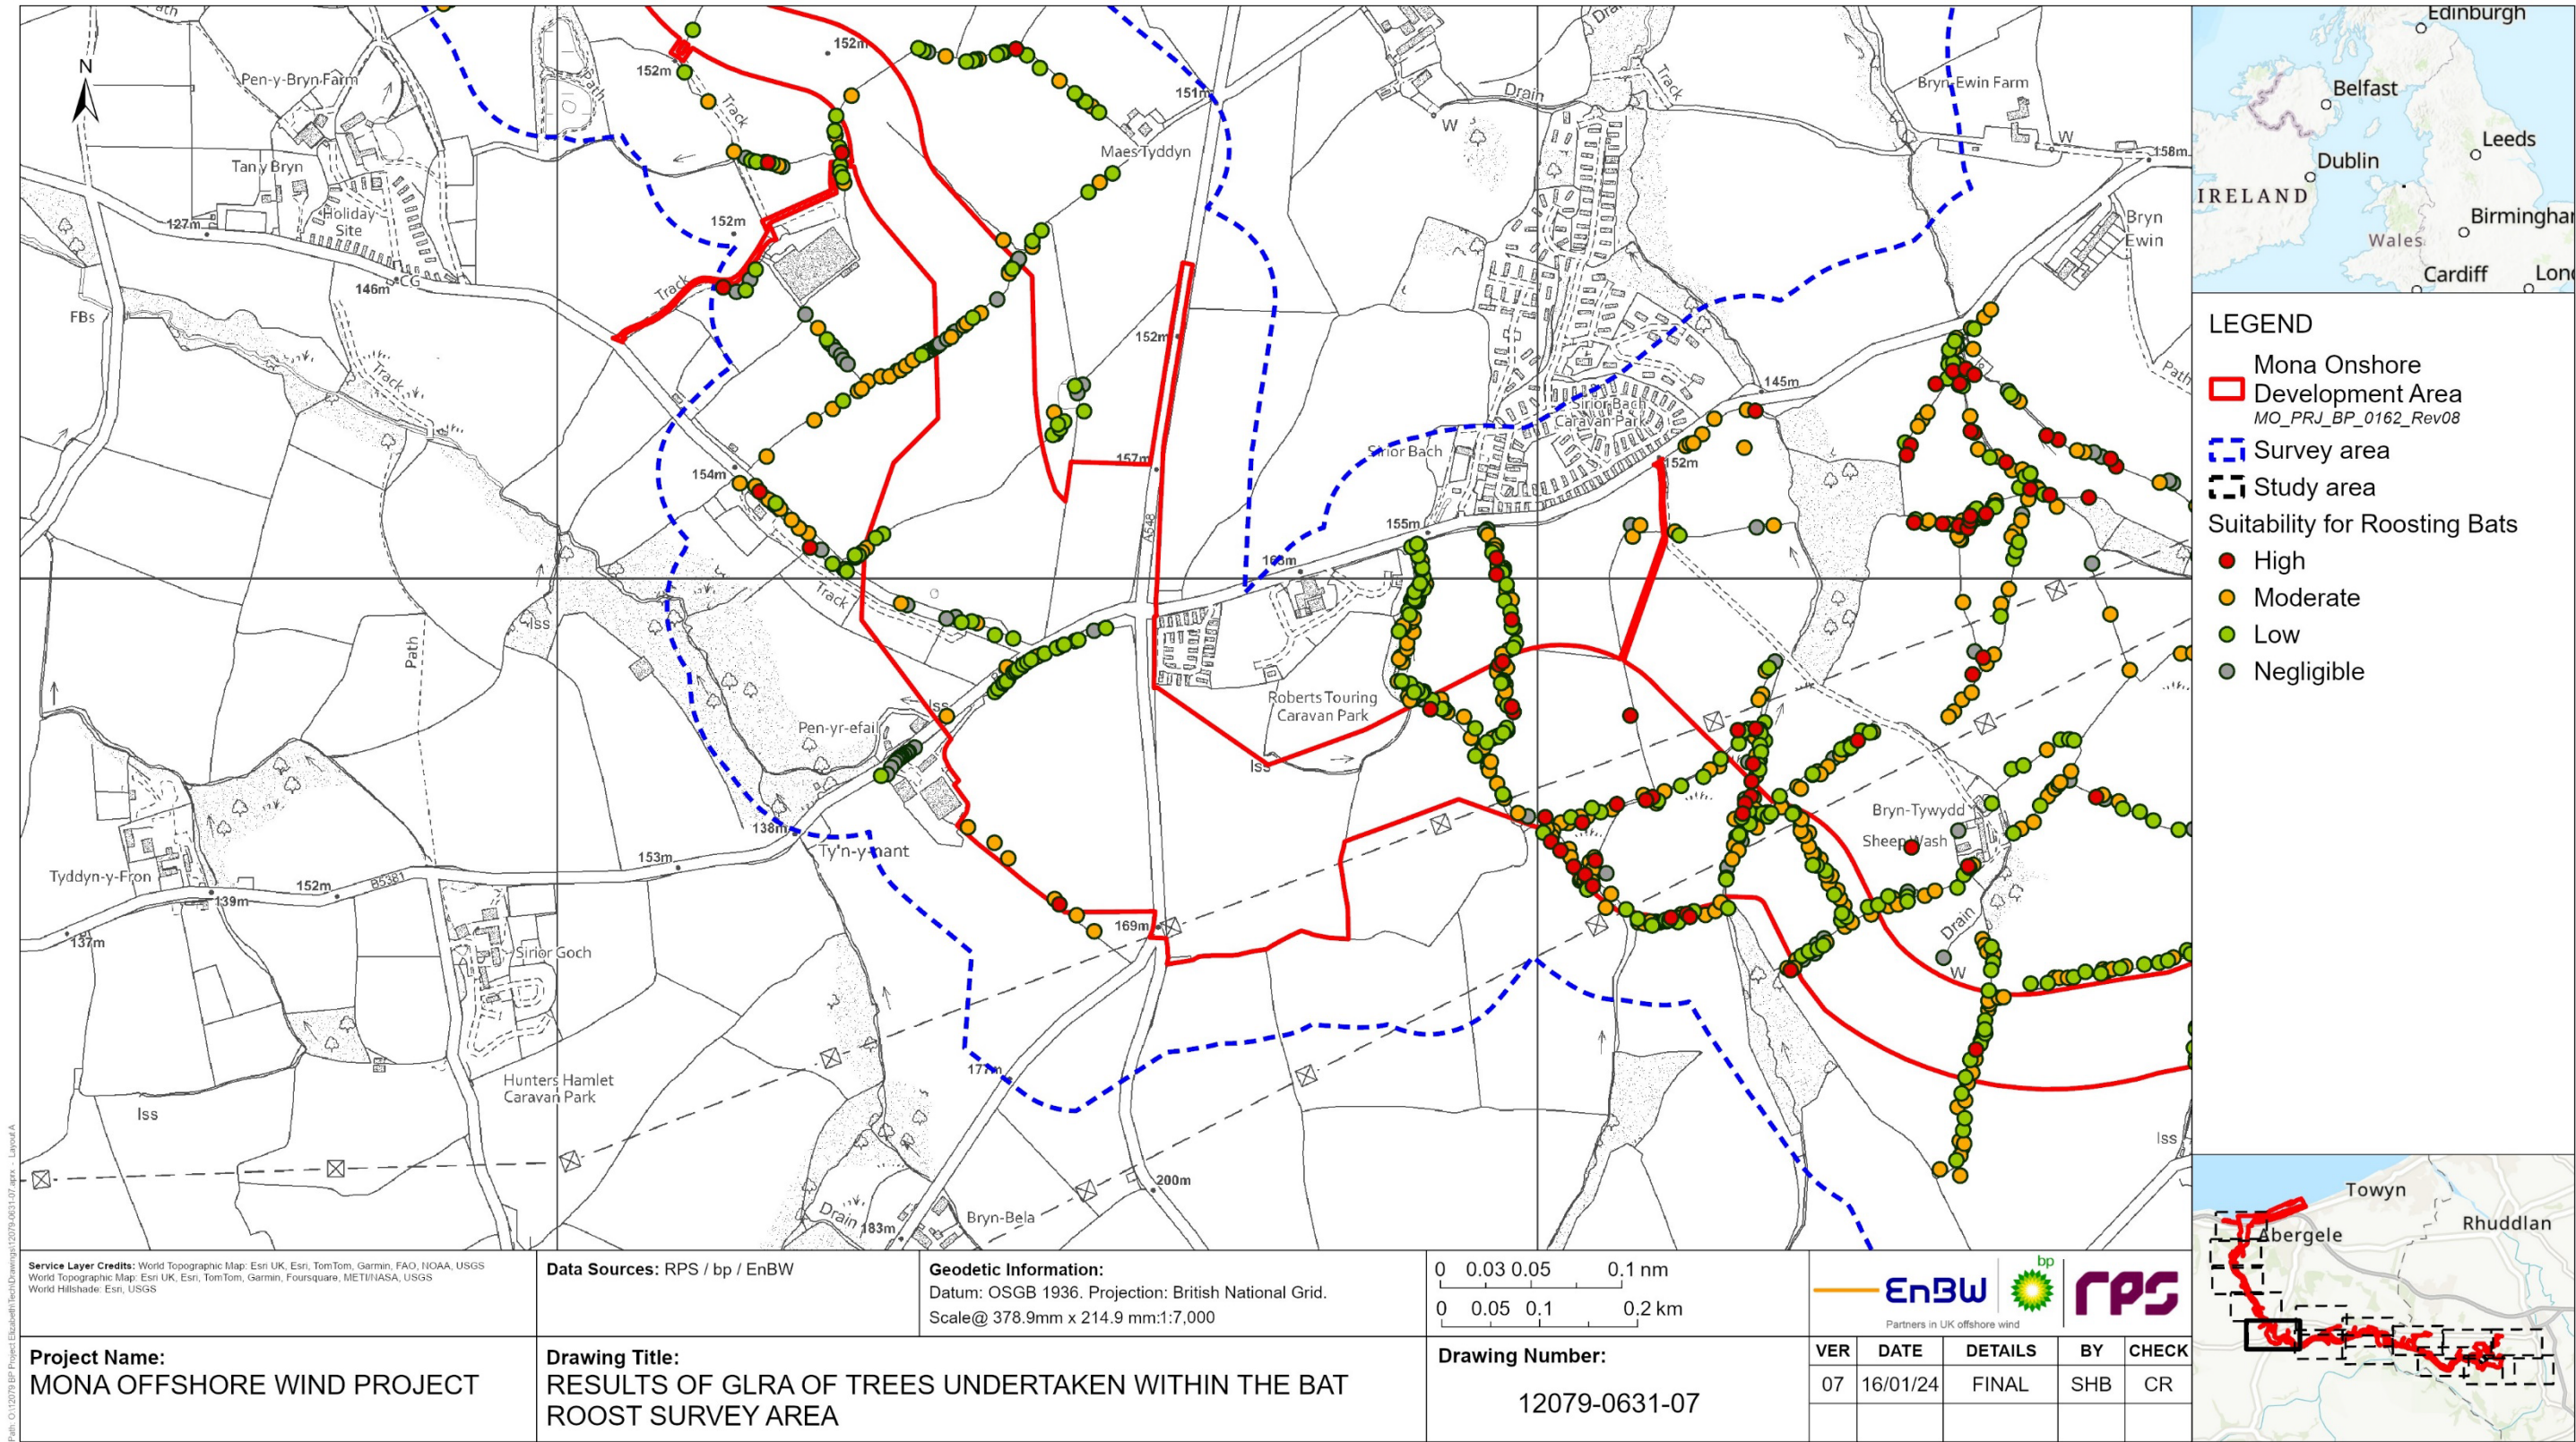 ath
N
Pen-y-Bryn Farm
Path
152m
152m
Track
Tan y Bryn
Holiday
Site
127m
146m
CG
FBs
Track
152m
Track
151m
Maes Tyddyn
W
Drain
Drain
Track
Bryn-Ewin Farm
W
158m
Bryn
Ewin
Path
152m
157m
A548
154m
Track
Sirior Bach
Sirior Bach
Caravan Park
145m
152m
155m
Iss
Path
Iss
Pen-yr-efail
Roberts Touring
Caravan Park
Iss
Bryn-Tywydd
Sheep Wash
Drain
W
138m
Ty'n-y-nant
153m
Tyddyn-y-Fron
152m
B5381
139m
137m
Sirior Goch
169m
Hunters Hamlet
Caravan Park
Iss
177m
200m
Drain
183m
Bryn-Bela
Iss
Edinburgh
Belfast
Leeds
Dublin
IRELAND
Birmingha
Wales
Cardiff
Lon
LEGEND
Mona Onshore
Development Area
MO_PRJ_BP_0162_Rev08
Survey area
Study area
Suitability for Roosting Bats
High
Moderate
Low
Negligible
Towyn
Rhuddlan
Abergele
Service Layer Credits: World Topographic Map: Esri UK, Esri, TomTom, Garmin, FAO, NOAA, USGS
World Topographic Map: Esri UK, Esri, TomTom, Garmin, Foursquare, METI/NASA, USGS
World Hillshade: Esri, USGS
Data Sources: RPS / bp / EnBW
Geodetic Information:
Datum: OSGB 1936. Projection: British National Grid.
Scale@ 378.9mm x 214.9 mm:1:7,000
0 0.03 0.05 0.1 nm
0 0.05 0.1 0.2 km
EnBW bp rps
Partners in UK offshore wind
Project Name:
MONA OFFSHORE WIND PROJECT
Drawing Title:
RESULTS OF GLRA OF TREES UNDERTAKEN WITHIN THE BAT
ROOST SURVEY AREA
Drawing Number:
12079-0631-07
VER DATE DETAILS BY CHECK
07 16/01/24 FINAL SHB CR